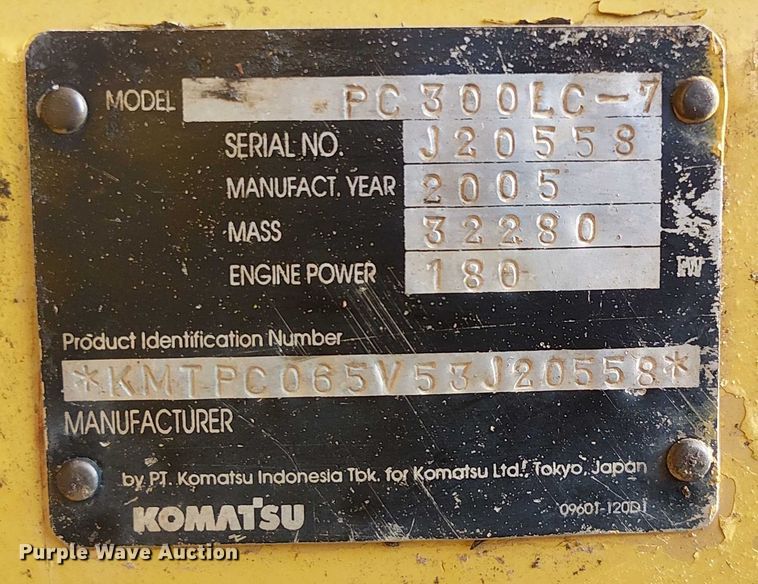 MODEL PC300LC-7
SERIAL NO. J20558
MANUFACT. YEAR 2005
MASS 32280
ENGINE POWER 180 kW
Product Identification Number
*KMTPC065V53J20558*
MANUFACTURER
by PT. Komatsu Indonesia Tbk. for Komatsu Ltd. Tokyo, Japan
KOMATSU 09601-120D1
Purple Wave Auction